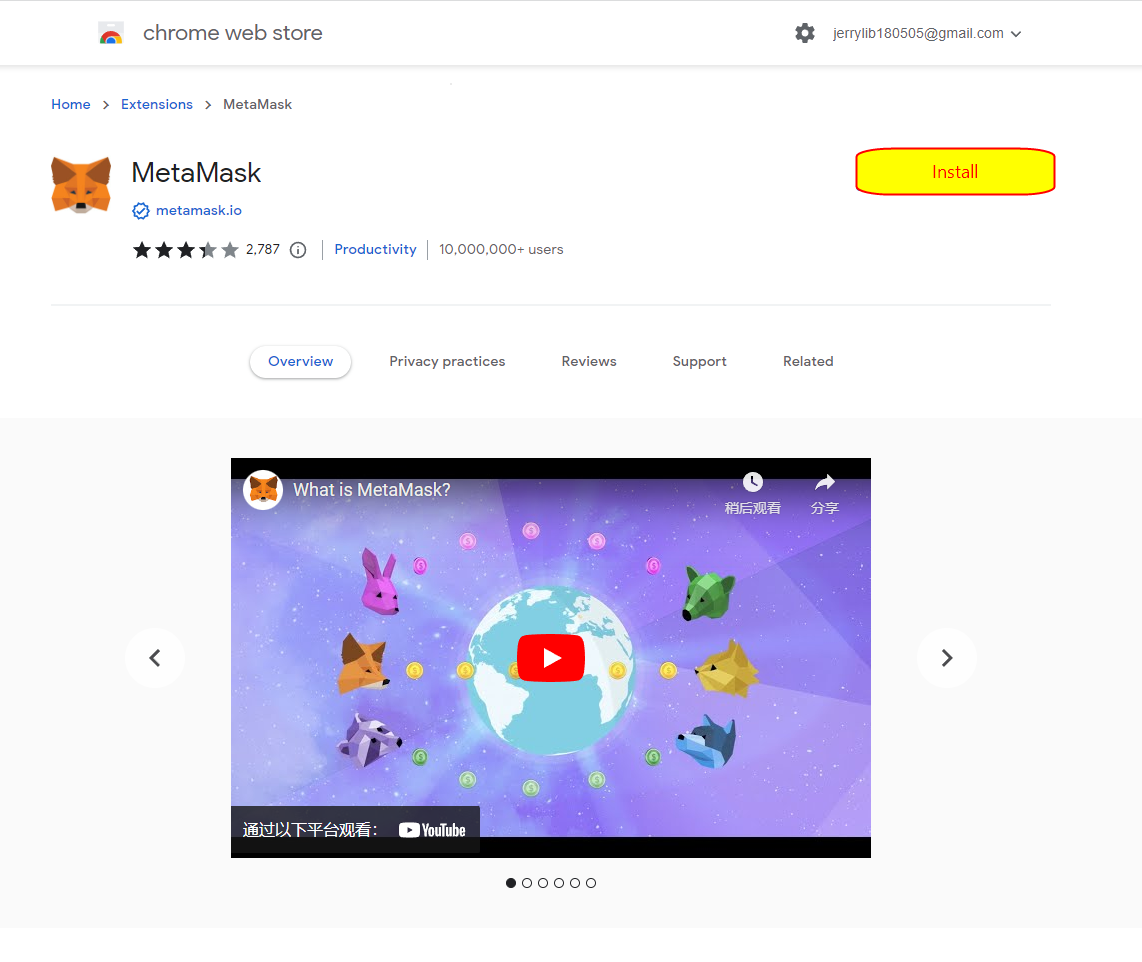 chrome web store
jerrylib180505@gmail.com
Home
Extensions
MetaMask
MetaMask
Install
metamask.io
2,787
Productivity
10,000,000+ users
Overview
Privacy practices
Reviews
Support
Related
What is MetaMask?
稍后观看
分享
通过以下平台观看：
YouTube